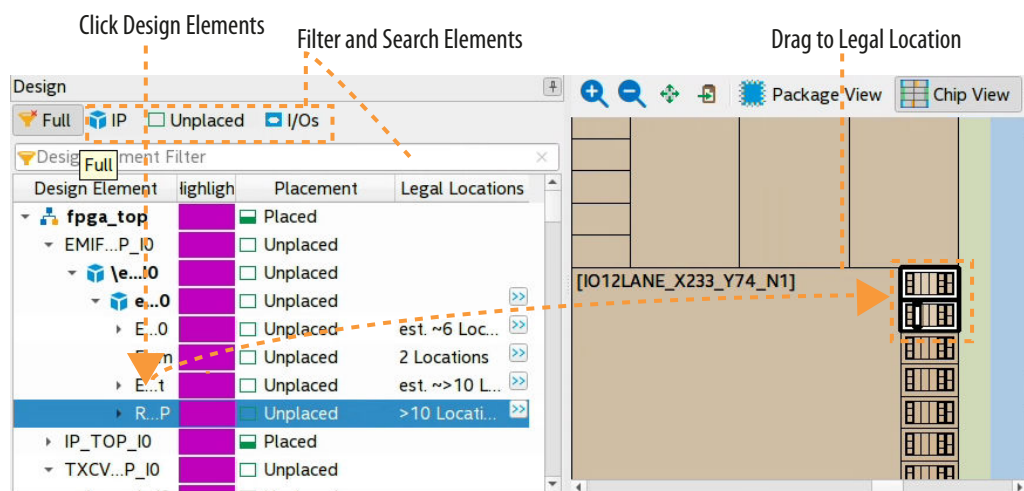 Click Design Elements
Filter and Search Elements
Drag to Legal Location
Design
Full IP Unplaced I/Os
Package View Chip View
Full
Filter
Design Element Highligh Placement Legal Locations
fpga_top Placed
EMIF...P_I0 Unplaced
\e...I0 Unplaced
e...0 Unplaced
E...0 Unplaced est. ~6 Loc...
Unplaced 2 Locations
E...t Unplaced est. ~>10 L...
R...P Unplaced >10 Locati...
IP_TOP_I0 Placed
TXCV...P_I0 Unplaced
[IO12LANE_X233_Y74_N1]